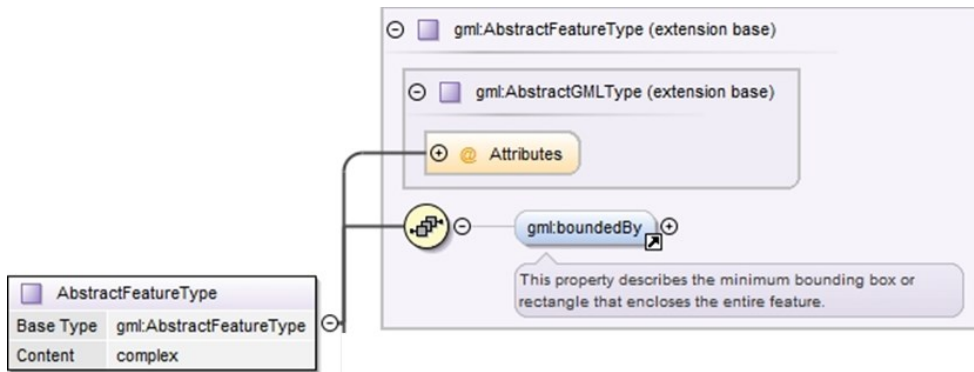 gml:AbstractFeatureType (extension base)
gml:AbstractGMLType (extension base)
@ Attributes
gml:boundedBy
This property describes the minimum bounding box or
rectangle that encloses the entire feature.
AbstractFeatureType
Base Type gml:AbstractFeatureType
Content complex